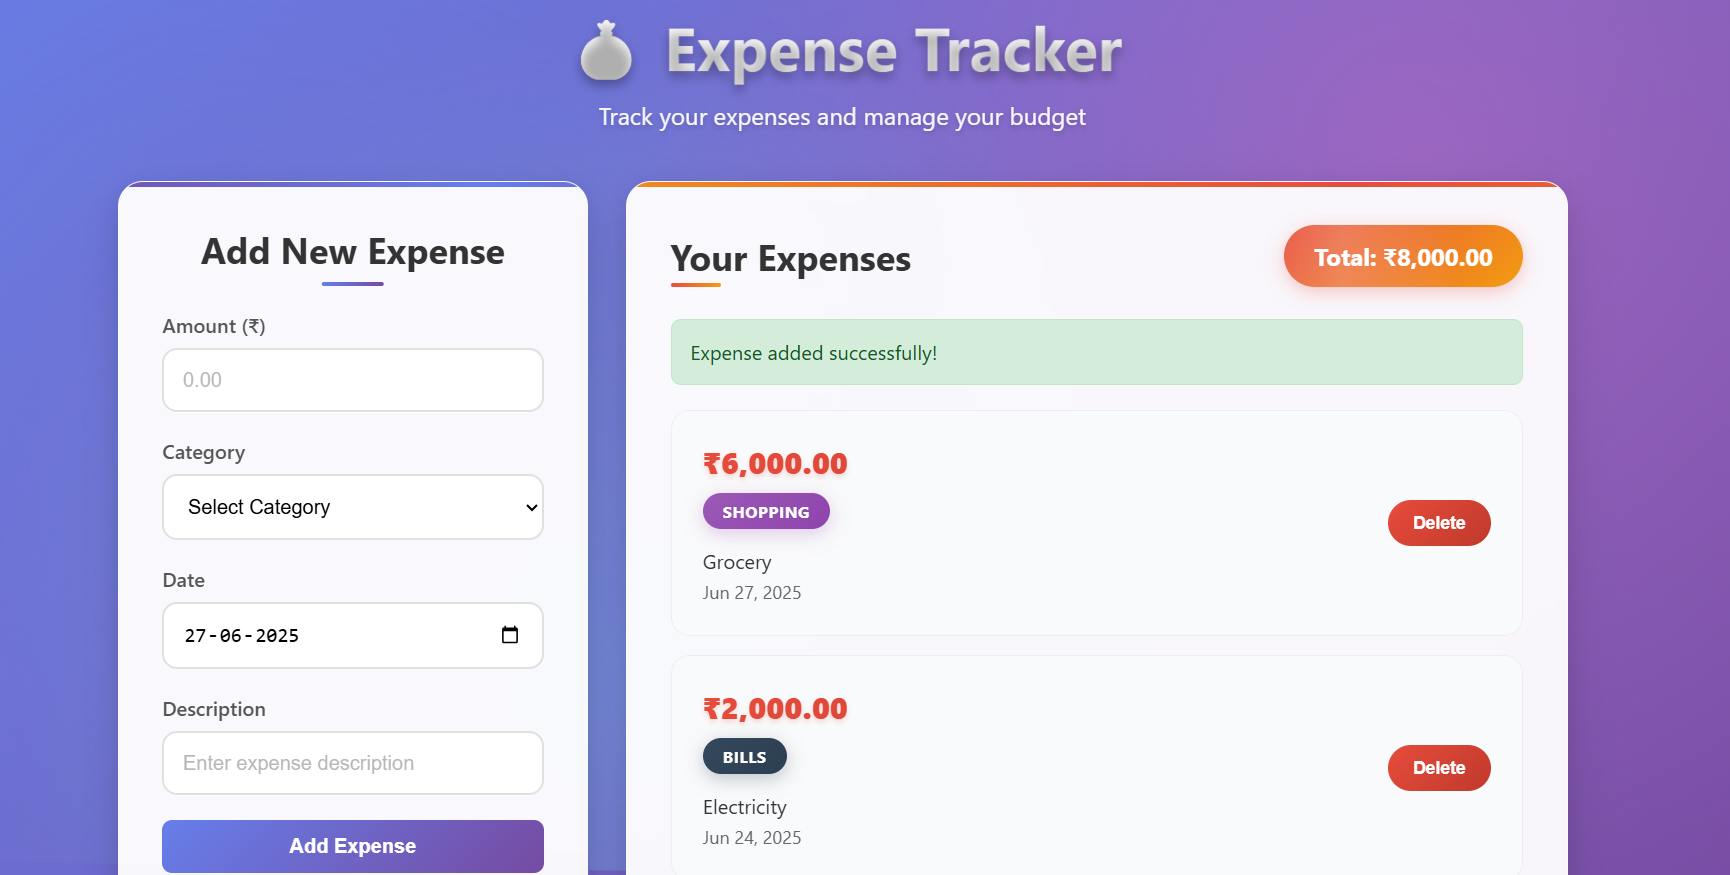 Expense Tracker
Track your expenses and manage your budget
Add New Expense
Amount (₹)
0.00
Category
Select Category
Date
27-06-2025
Description
Enter expense description
Add Expense
Your Expenses
Total: ₹8,000.00
Expense added successfully!
₹6,000.00
SHOPPING
Grocery
Jun 27, 2025
Delete
₹2,000.00
BILLS
Electricity
Jun 24, 2025
Delete